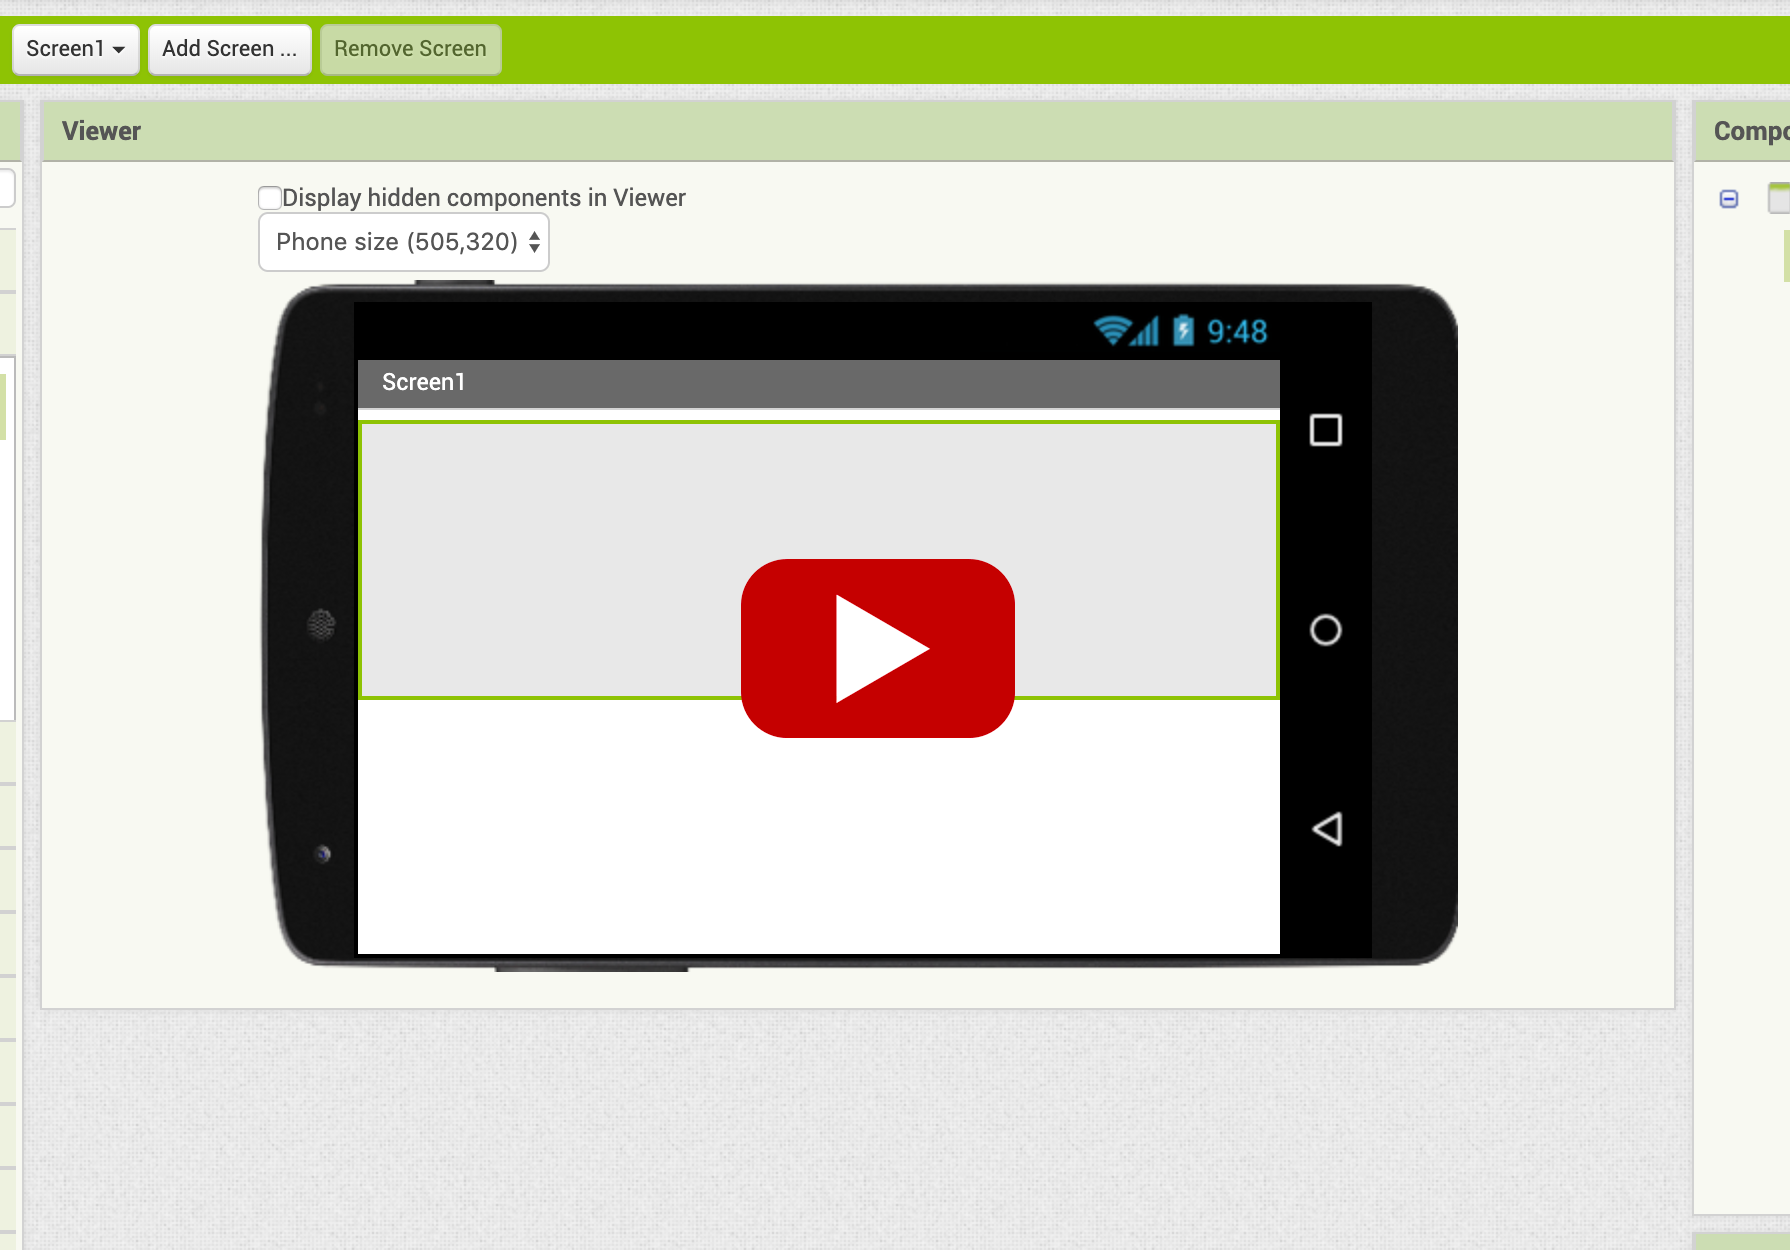 Screen1
Add Screen ...
Remove Screen
Viewer
Compo
Display hidden components in Viewer
Phone size (505,320)
9:48
Screen1